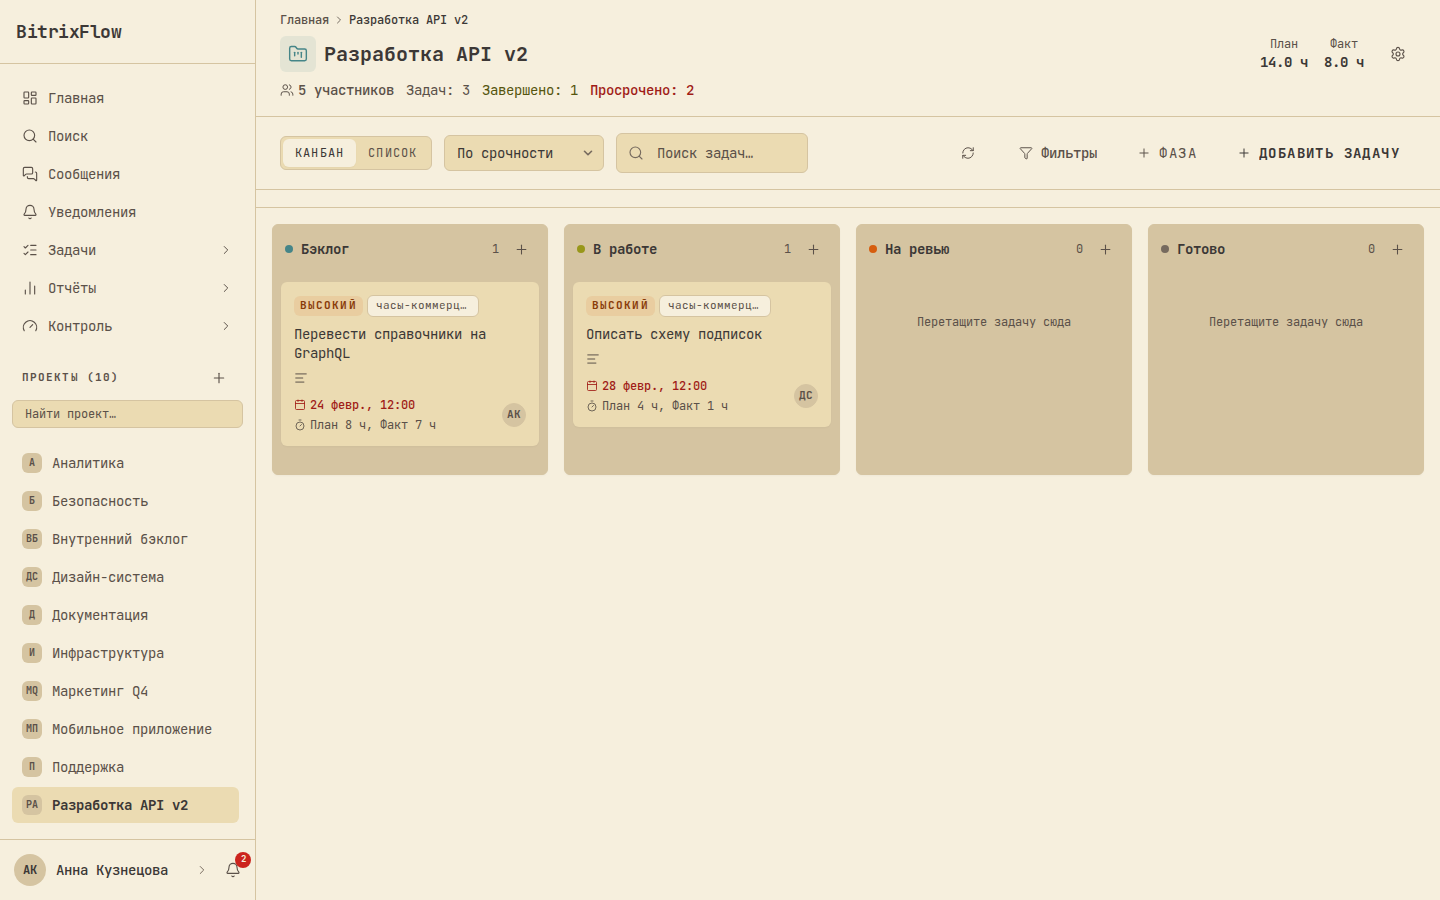 BitrixFlow
Главная
Поиск
Сообщения
Уведомления
Задачи
Отчёты
Контроль
ПРОЕКТЫ (10)
Найти проект…
А Аналитика
Б Безопасность
ВБ Внутренний бэклог
ДС Дизайн-система
Д Документация
И Инфраструктура
MQ Маркетинг Q4
МП Мобильное приложение
П Поддержка
РА Разработка API v2
АК Анна Кузнецова 2
Главная > Разработка API v2
Разработка API v2
5 участников Задач: 3 Завершено: 1 Просрочено: 2
План Факт
14.0 ч 8.0 ч
КАНБАН СПИСОК По срочности Поиск задач… Фильтры + ФАЗА + ДОБАВИТЬ ЗАДАЧУ
Бэклог 1
ВЫСОКИЙ часы-коммерц…
Перевести справочники на
GraphQL
24 февр., 12:00
План 8 ч, Факт 7 ч
АК
В работе 1
ВЫСОКИЙ часы-коммерц…
Описать схему подписок
28 февр., 12:00
План 4 ч, Факт 1 ч
ДС
На ревью 0
Перетащите задачу сюда
Готово 0
Перетащите задачу сюда